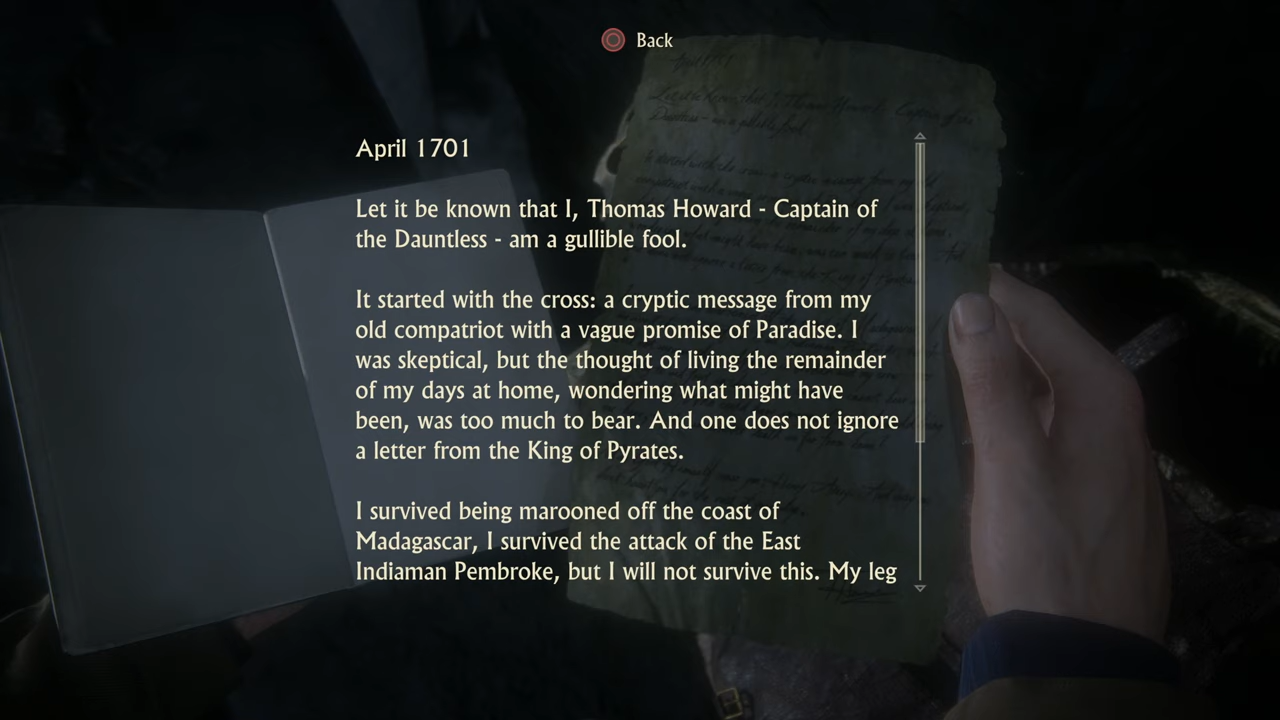 Back
April 1701
Let it be known that I, Thomas Howard - Captain of
the Dauntless - am a gullible fool.
It started with the cross: a cryptic message from my
old compatriot with a vague promise of Paradise. I
was skeptical, but the thought of living the remainder
of my days at home, wondering what might have
been, was too much to bear. And one does not ignore
a letter from the King of Pyrates.
I survived being marooned off the coast of
Madagascar, I survived the attack of the East
Indiaman Pembroke, but I will not survive this. My leg